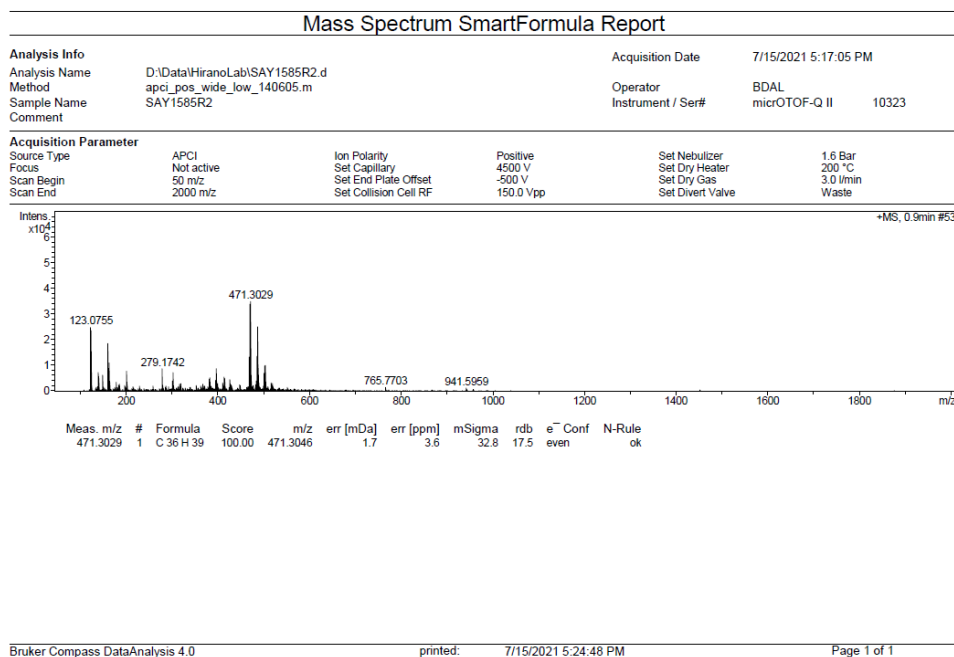 Mass Spectrum SmartFormula Report
Analysis Info Acquisition Date 7/15/2021 5:17:05 PM
Analysis Name D:\Data\HiranoLab\SAY1585R2.d
Method apci_pos_wide_low_140605.m Operator BDAL
Sample Name SAY1585R2 Instrument / Ser# micrOTOF-Q II 10323
Comment
Acquisition Parameter
Source Type APCI Ion Polarity Positive Set Nebulizer 1.6 Bar
Focus Not active Set Capillary 4500 V Set Dry Heater 200 °C
Scan Begin 50 m/z Set End Plate Offset -500 V Set Dry Gas 3.0 l/min
Scan End 2000 m/z Set Collision Cell RF 150.0 Vpp Set Divert Valve Waste
Intens. +MS, 0.9min #53
x10^4
6
5
4
471.3029
3
123.0755
2
279.1742
1
765.7703 941.5959
0
200 400 600 800 1000 1200 1400 1600 1800 m/z
Meas. m/z # Formula Score m/z err [mDa] err [ppm] mSigma rdb e⁻ Conf N-Rule
471.3029 1 C 36 H 39 100.00 471.3046 1.7 3.6 32.8 17.5 even ok
Bruker Compass DataAnalysis 4.0 printed: 7/15/2021 5:24:48 PM Page 1 of 1